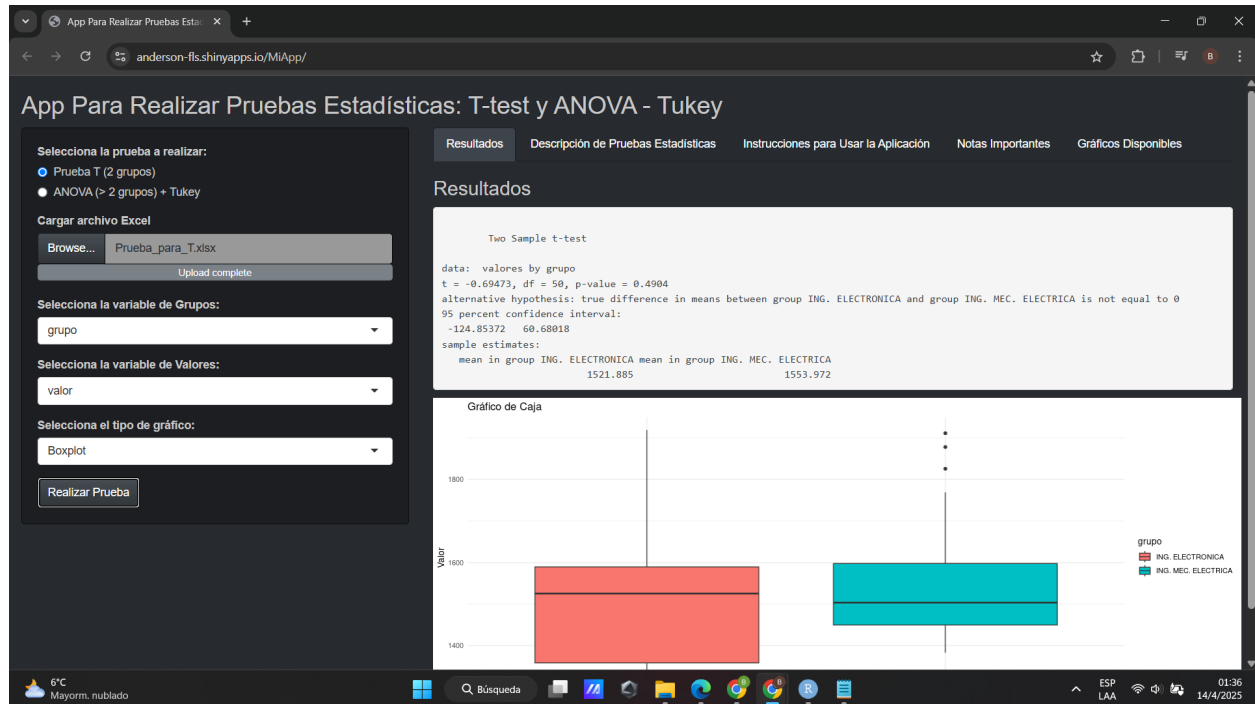 App Para Realizar Pruebas Estad
anderson-fls.shinyapps.io/MiApp/
B
App Para Realizar Pruebas Estadísticas: T-test y ANOVA - Tukey
Selecciona la prueba a realizar:
Prueba T (2 grupos)
ANOVA (> 2 grupos) + Tukey
Cargar archivo Excel
Browse... Prueba_para_T.xlsx
Upload complete
Selecciona la variable de Grupos:
grupo
Selecciona la variable de Valores:
valor
Selecciona el tipo de gráfico:
Boxplot
Realizar Prueba
Resultados Descripción de Pruebas Estadísticas Instrucciones para Usar la Aplicación Notas Importantes Gráficos Disponibles
Resultados
Two Sample t-test
data: valores by grupo
t = -0.69473, df = 50, p-value = 0.4904
alternative hypothesis: true difference in means between group ING. ELECTRONICA and group ING. MEC. ELECTRICA is not equal to 0
95 percent confidence interval:
-124.85372 60.68018
sample estimates:
mean in group ING. ELECTRONICA mean in group ING. MEC. ELECTRICA
1521.885 1553.972
Gráfico de Caja
1800
1600
1400
Valor
grupo
ING. ELECTRONICA
ING. MEC. ELECTRICA
6°C
Mayorm. nublado
Búsqueda
R
ESP
LAA
01:36
14/4/2025